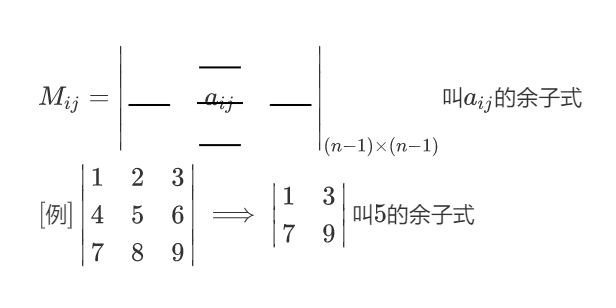 M_{ij} = | a_{ij} |_{(n-1)×(n-1)} 叫a_{ij}的余子式
[例] |1 2 3| ⟹ |1 3| 叫5的余子式
|4 5 6| |7 9|
|7 8 9|